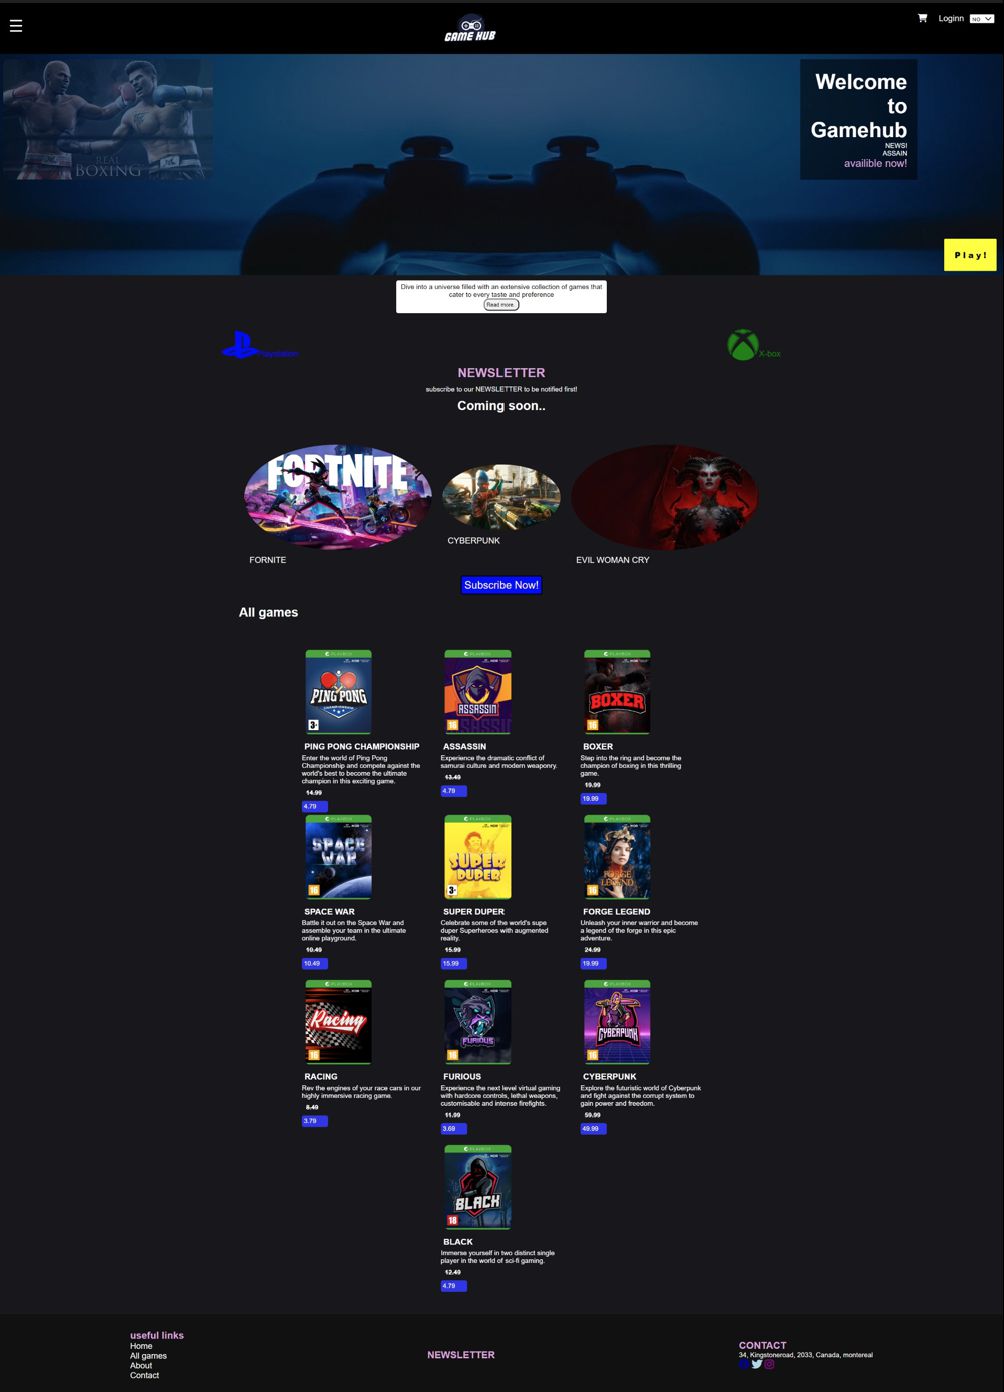 ☰
GAME HUB
Loginn
NO
REAL
BOXING
Welcome
to
Gamehub
NEWS!
ASSAIN
availible now!
Play!
Dive into a universe filled with an extensive collection of games that
cater to every taste and preference
Read more.
Playstation
X-box
NEWSLETTER
subscribe to our NEWSLETTER to be notified first!
Coming soon..
FORTNITE
FORNITE
CYBERPUNK
EVIL WOMAN CRY
Subscribe Now!
All games
PLAYBOX
PING PONG
CHAMPIONSHIP
3+
PLAYBOX
ASSASSIN
16
PLAYBOX
BOXER
16
PING PONG CHAMPIONSHIP
Enter the world of Ping Pong
Championship and compete against the
world's best to become the ultimate
champion in this exciting game.
14.99
4.79
ASSASSIN
Experience the dramatic conflict of
samurai culture and modern weaponry.
13.49
4.79
BOXER
Step into the ring and become the
champion of boxing in this thrilling
game.
19.99
19.99
PLAYBOX
SPACE
WAR
16
PLAYBOX
SUPER
DUPER
3+
PLAYBOX
FORGE
LEGEND
16
SPACE WAR
Battle it out on the Space War and
assemble your team in the ultimate
online playground.
10.49
10.49
SUPER DUPER
Celebrate some of the world's supe
duper Superheroes with augmented
reality.
15.99
15.99
FORGE LEGEND
Unleash your inner warrior and become
a legend of the forge in this epic
adventure.
24.99
19.99
PLAYBOX
Racing
16
PLAYBOX
FURIOUS
16
PLAYBOX
CYBERPUNK
16
RACING
Rev the engines of your race cars in our
highly immersive racing game.
8.49
3.79
FURIOUS
Experience the next level virtual gaming
with hardcore controls, lethal weapons,
customisable and intense firefights.
11.99
3.69
CYBERPUNK
Explore the futuristic world of Cyberpunk
and fight against the corrupt system to
gain power and freedom.
59.99
49.99
PLAYBOX
BLACK
18
BLACK
Immerse yourself in two distinct single
player in the world of sci-fi gaming.
12.49
4.79
useful links
Home
All games
About
Contact
NEWSLETTER
CONTACT
34, Kingstoneroad, 2033, Canada, montereal